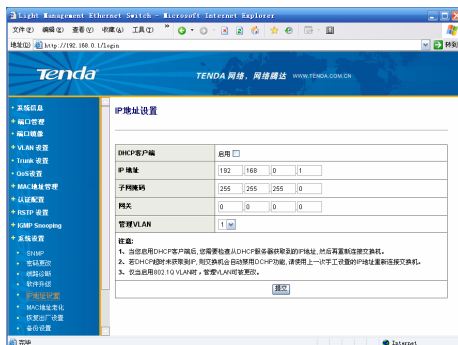 Light Management Ethernet Switch - Microsoft Internet Explorer
文件(F) 编辑(E) 查看(V) 收藏(A) 工具(T) »
地址(D) http://192.168.0.1/login 转到
Tenda
TENDA 网络，网络腾达 WWW.TENDA.COM.CN
+ 系统信息
+ 端口管理
+ 端口镜像
+ VLAN 设置
+ Trunk 设置
+ QoS设置
+ MAC地址管理
+ 认证配置
+ RSTP 设置
+ IGMP Snooping
+ 系统设置
SNMP
密码更改
线路诊断
软件升级
IP地址设置
MAC地址老化
恢复出厂设置
备份设置
IP地址设置
DHCP客户端 启用
IP 地址 192 .168 .0 .1
子网掩码 255 .255 .255 .0
网关 0 .0 .0 .0
管理VLAN 1
注意:
1、当您启用DHCP客户端后,您需要检查从DHCP服务器获取到的IP地址,然后再重新连接交换机。
2、若DHCP超时未获取到IP, 则交换机会自动禁用DCHP功能,请使用上一次手工设置的IP地址重新连接交换机。
3、仅当启用802.1Q VLAN时，管理VLAN可被更改。
提交
完毕 Internet